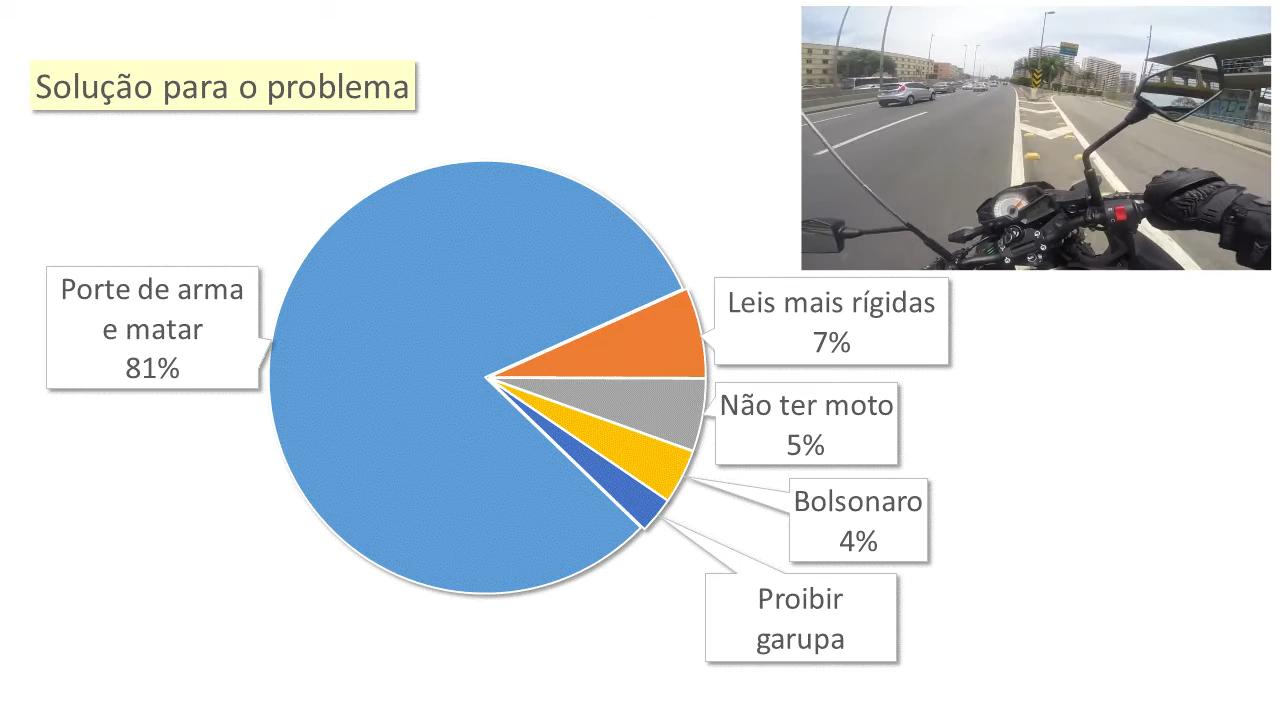 Solução para o problema
Porte de arma
e matar
81%
Leis mais rígidas
7%
Não ter moto
5%
Bolsonaro
4%
Proibir
garupa